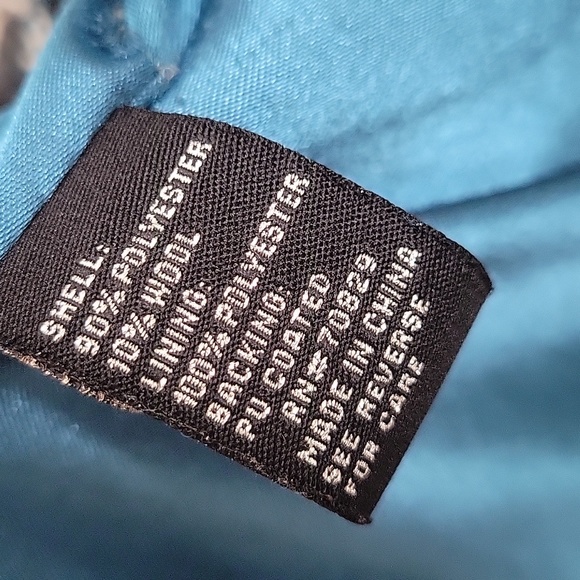 SHELL:
90% POLYESTER
10% WOOL
LINING:
100% POLYESTER
BACKING:
PU COATED
RN# 70829
MADE IN CHINA
SEE REVERSE
FOR CARE